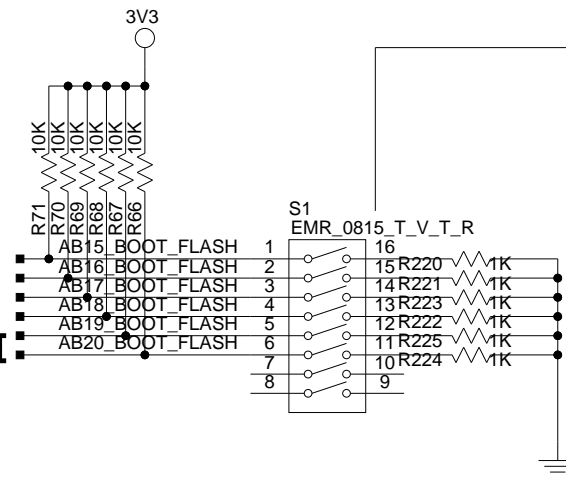 3V3
10K
10K
10K
10K
10K
10K
R71
R70
R69
R68
R67
R66
S1
EMR_0815_T_V_T_R
AB15_BOOT_FLASH 1 16
AB16_BOOT_FLASH 2 15 R220 1K
AB17_BOOT_FLASH 3 14 R221 1K
AB18_BOOT_FLASH 4 13 R223 1K
AB19_BOOT_FLASH 5 12 R222 1K
AB20_BOOT_FLASH 6 11 R225 1K
7 10 R224 1K
8 9